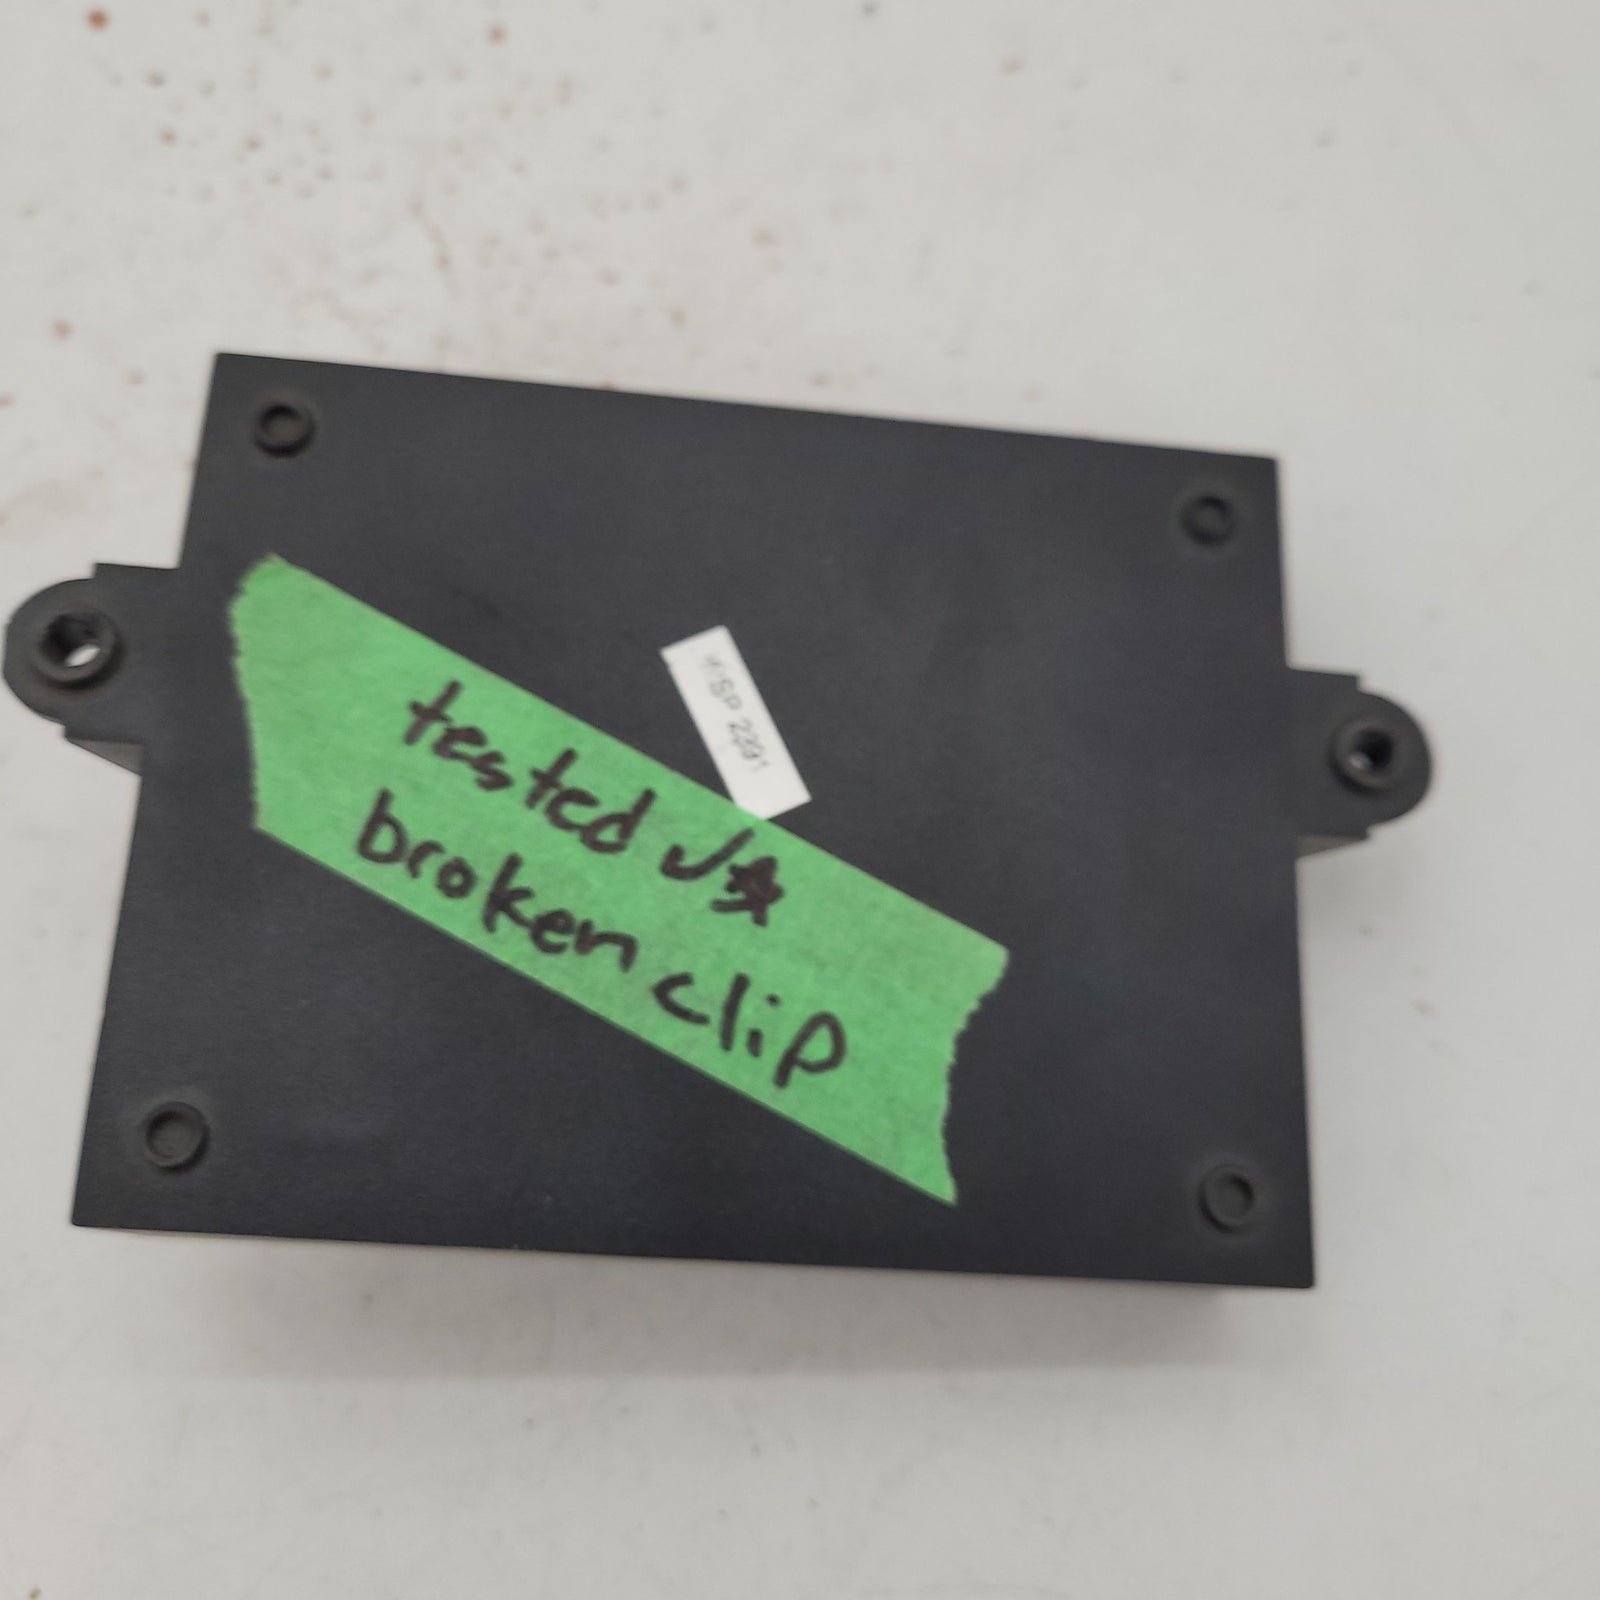 tested ✓★
broken clip